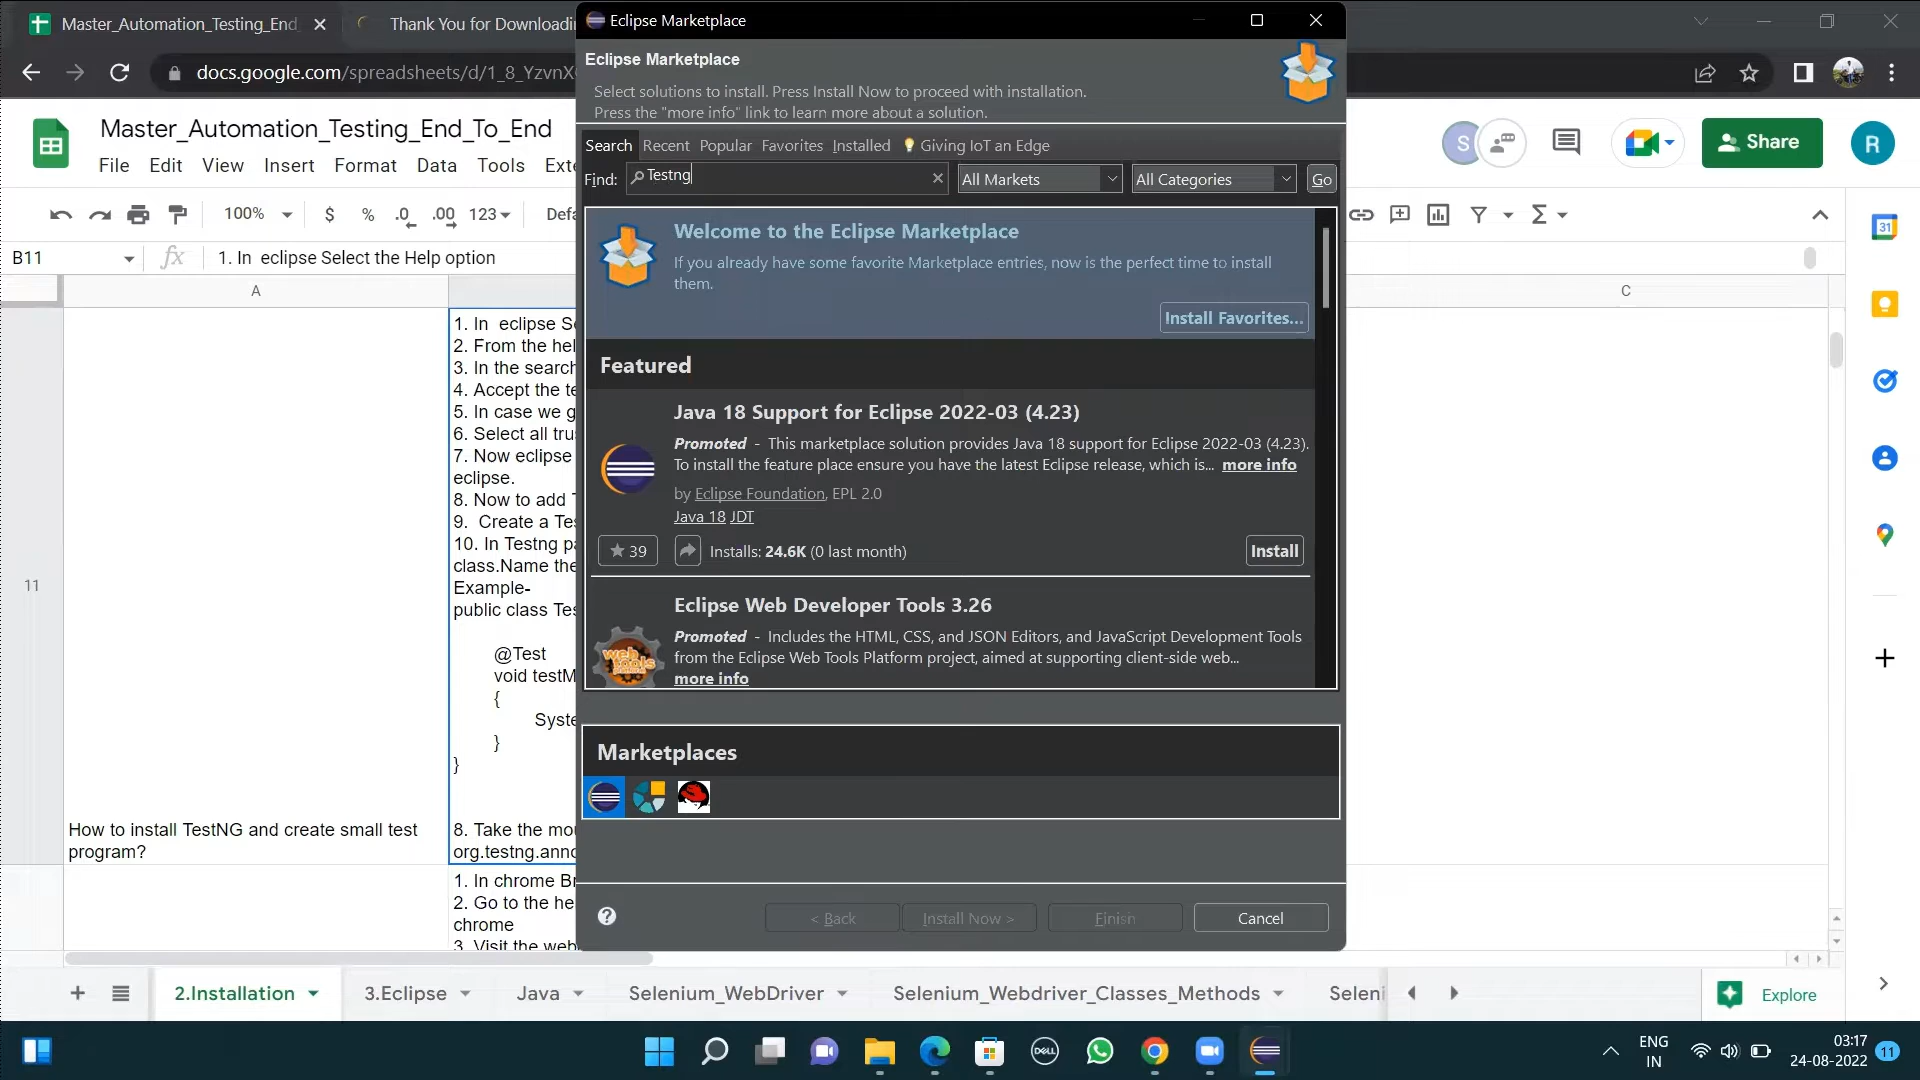 Master_Automation_Testing_End_
Thank You for Downloadi
Eclipse Marketplace
docs.google.com/spreadsheets/d/1_8_YzvnX
Eclipse Marketplace
Select solutions to install. Press Install Now to proceed with installation.
Press the "more info" link to learn more about a solution.
Master_Automation_Testing_End_To_End
File Edit View Insert Format Data Tools Exte
S
Share
R
Search Recent Popular Favorites Installed Giving IoT an Edge
Find: Testng
All Markets
All Categories
Go
100% $ % .0 .00 123 Defa
B11
fx
1. In  eclipse Select the Help option
A
C
31
Welcome to the Eclipse Marketplace
If you already have some favorite Marketplace entries, now is the perfect time to install
them.
Install Favorites...
Featured
Java 18 Support for Eclipse 2022-03 (4.23)
Promoted - This marketplace solution provides Java 18 support for Eclipse 2022-03 (4.23).
To install the feature place ensure you have the latest Eclipse release, which is... more info
by Eclipse Foundation, EPL 2.0
Java 18 JDT
39
Installs: 24.6K (0 last month)
Install
Eclipse Web Developer Tools 3.26
Promoted - Includes the HTML, CSS, and JSON Editors, and JavaScript Development Tools
from the Eclipse Web Tools Platform project, aimed at supporting client-side web...
more info
web
tools
Marketplaces
< Back
Install Now >
Finish
Cancel
11
How to install TestNG and create small test
program?
1. In  eclipse Se
2. From the hel
3. In the search
4. Accept the te
5. In case we g
6. Select all trus
7. Now eclipse
eclipse.
8. Now to add T
9.  Create a Tes
10. In Testng pa
class.Name the
Example-
public class Tes
@Test
void testM
{
Syste
}
}
8. Take the mou
org.testng.anno
1. In chrome Br
2. Go to the he
chrome
3. Visit the web
2.Installation
3.Eclipse
Java
Selenium_WebDriver
Selenium_Webdriver_Classes_Methods
Seleni
Explore
DELL
ENG
IN
03:17
24-08-2022
11